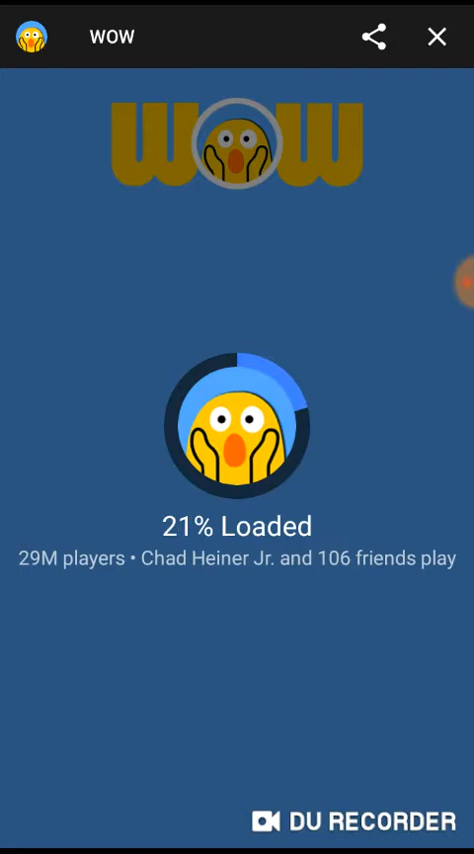 WOW
WOW
21% Loaded
29M players • Chad Heiner Jr. and 106 friends play
DU RECORDER